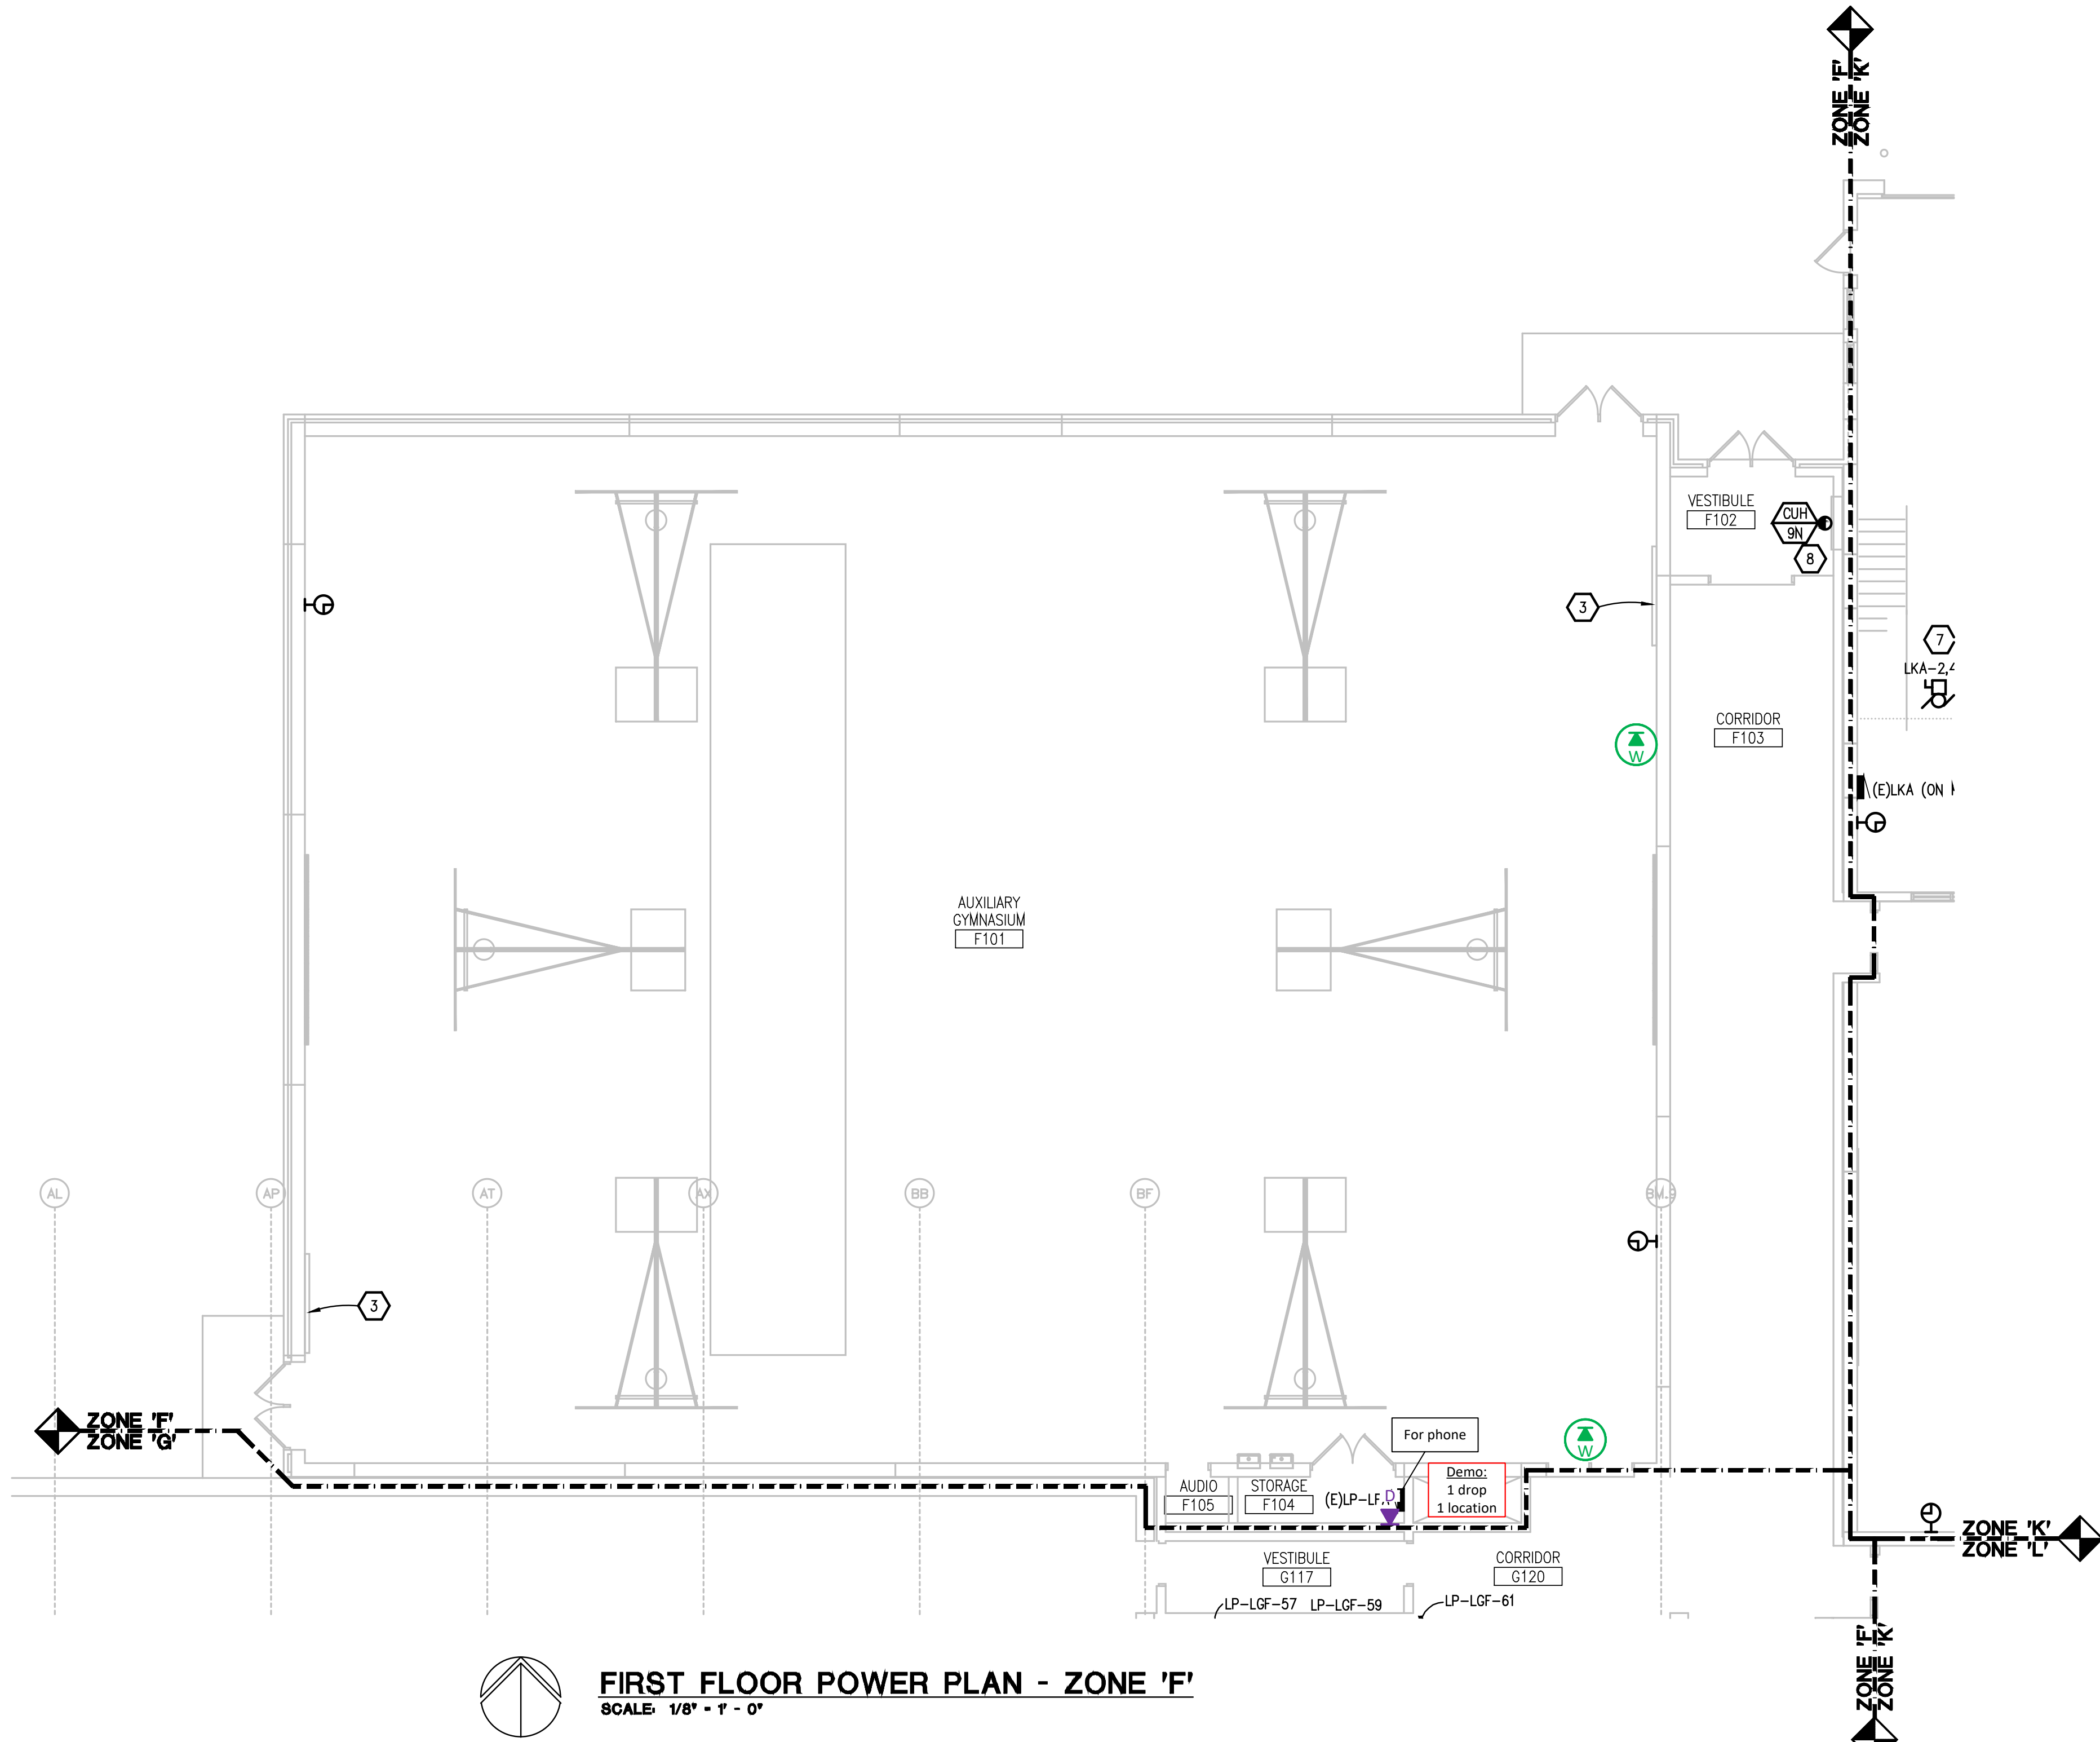 ZONE 'F'
ZONE 'K'
VESTIBULE
F102
CUH
9N
8
3
7
LKA-2,4
CORRIDOR
F103
W
(E)LKA (ON
AUXILIARY
GYMNASIUM
F101
AL
AP
AT
AX
BB
BF
BM.9
3
ZONE 'F'
ZONE 'G'
For phone
W
Demo:
1 drop
1 location
AUDIO
F105
STORAGE
F104
(E)LP-LF
D
ZONE 'K'
ZONE 'L'
VESTIBULE
G117
CORRIDOR
G120
LP-LGF-57
LP-LGF-59
LP-LGF-61
ZONE 'F'
ZONE 'K'
FIRST FLOOR POWER PLAN - ZONE 'F'
SCALE: 1/8" = 1' - 0"